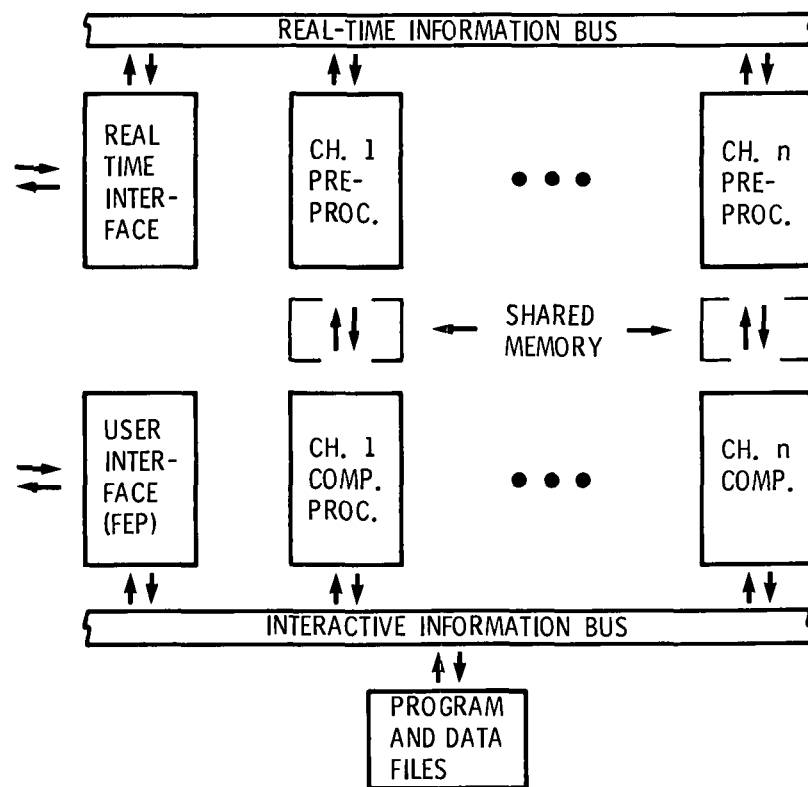 REAL-TIME INFORMATION BUS
REAL
TIME
INTER-
FACE
CH. 1
PRE-
PROC.
CH. n
PRE-
PROC.
SHARED
MEMORY
USER
INTER-
FACE
(FEP)
CH. 1
COMP.
PROC.
CH. n
COMP.
INTERACTIVE INFORMATION BUS
PROGRAM
AND DATA
FILES